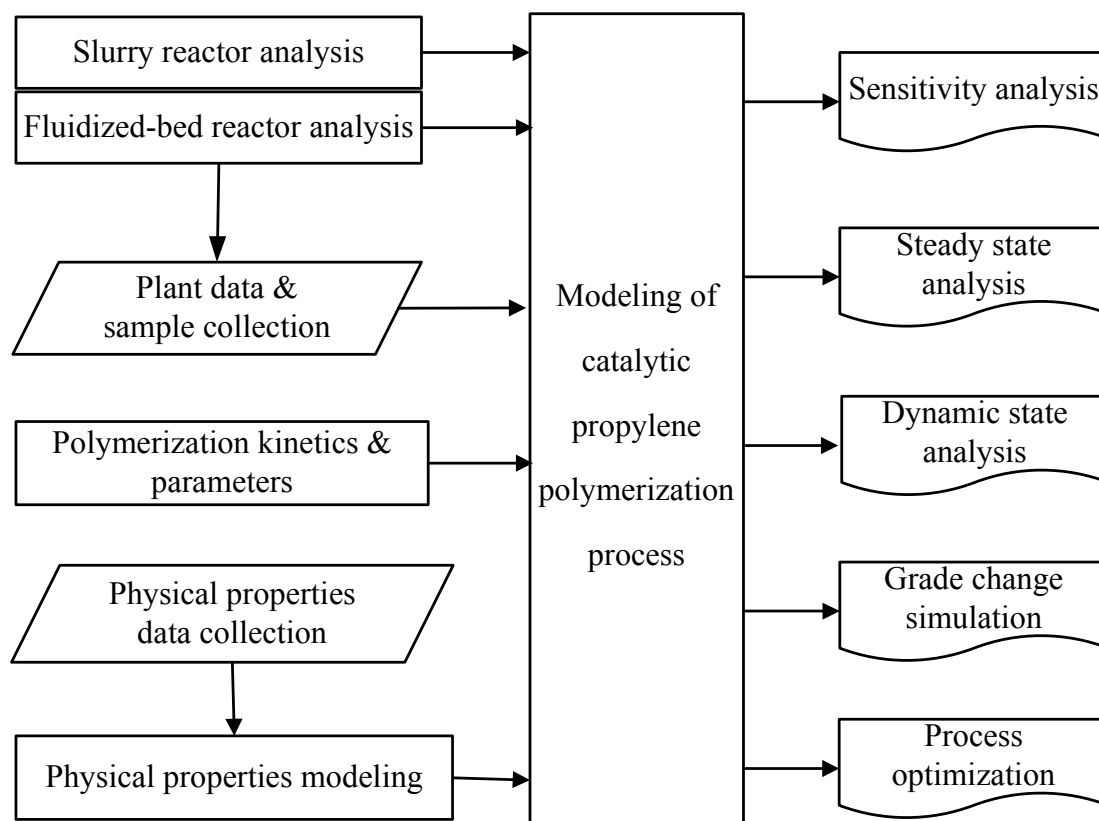 Slurry reactor analysis
Fluidized-bed reactor analysis
Plant data &
sample collection
Polymerization kinetics &
parameters
Physical properties
data collection
Physical properties modeling
Modeling of
catalytic
propylene
polymerization
process
Sensitivity analysis
Steady state
analysis
Dynamic state
analysis
Grade change
simulation
Process
optimization